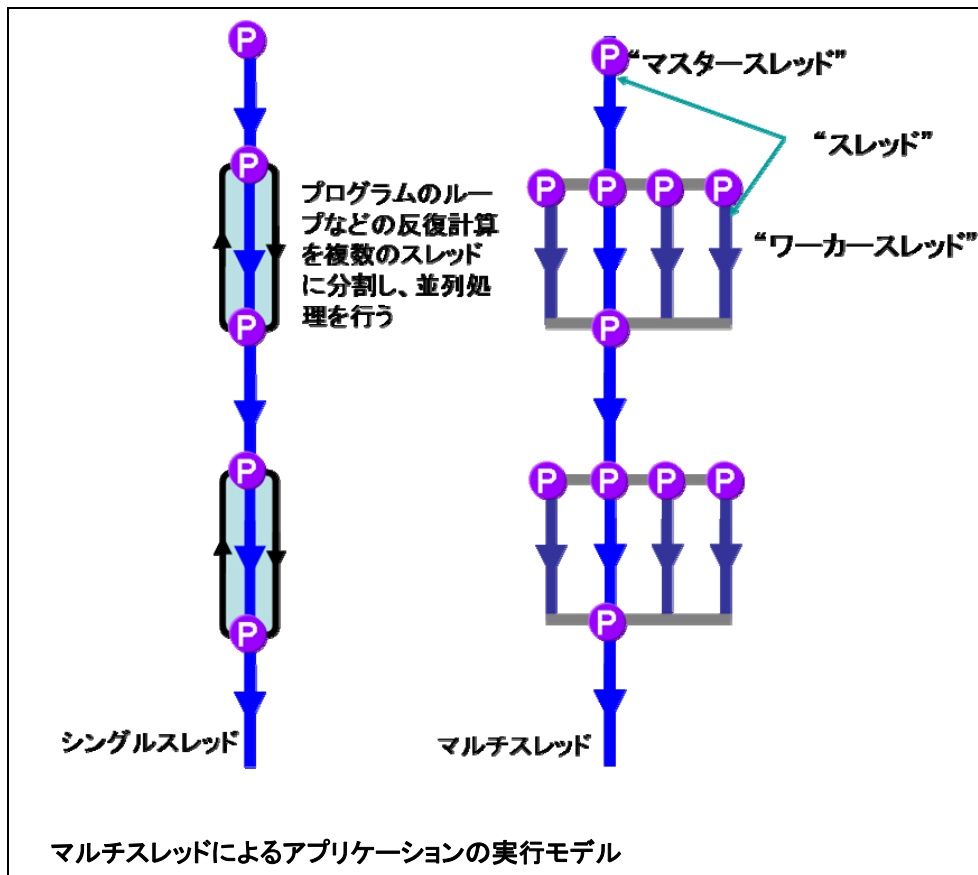 P
P
P
P
P
シングルスレッド
プログラムのルー
プなどの反復計算
を複数のスレッド
に分割し、並列処
理を行う
P
“マスタースレッド”
“スレッド”
P P P P
“ワーカースレッド”
P
P P P P
P
マルチスレッド
マルチスレッドによるアプリケーションの実行モデル